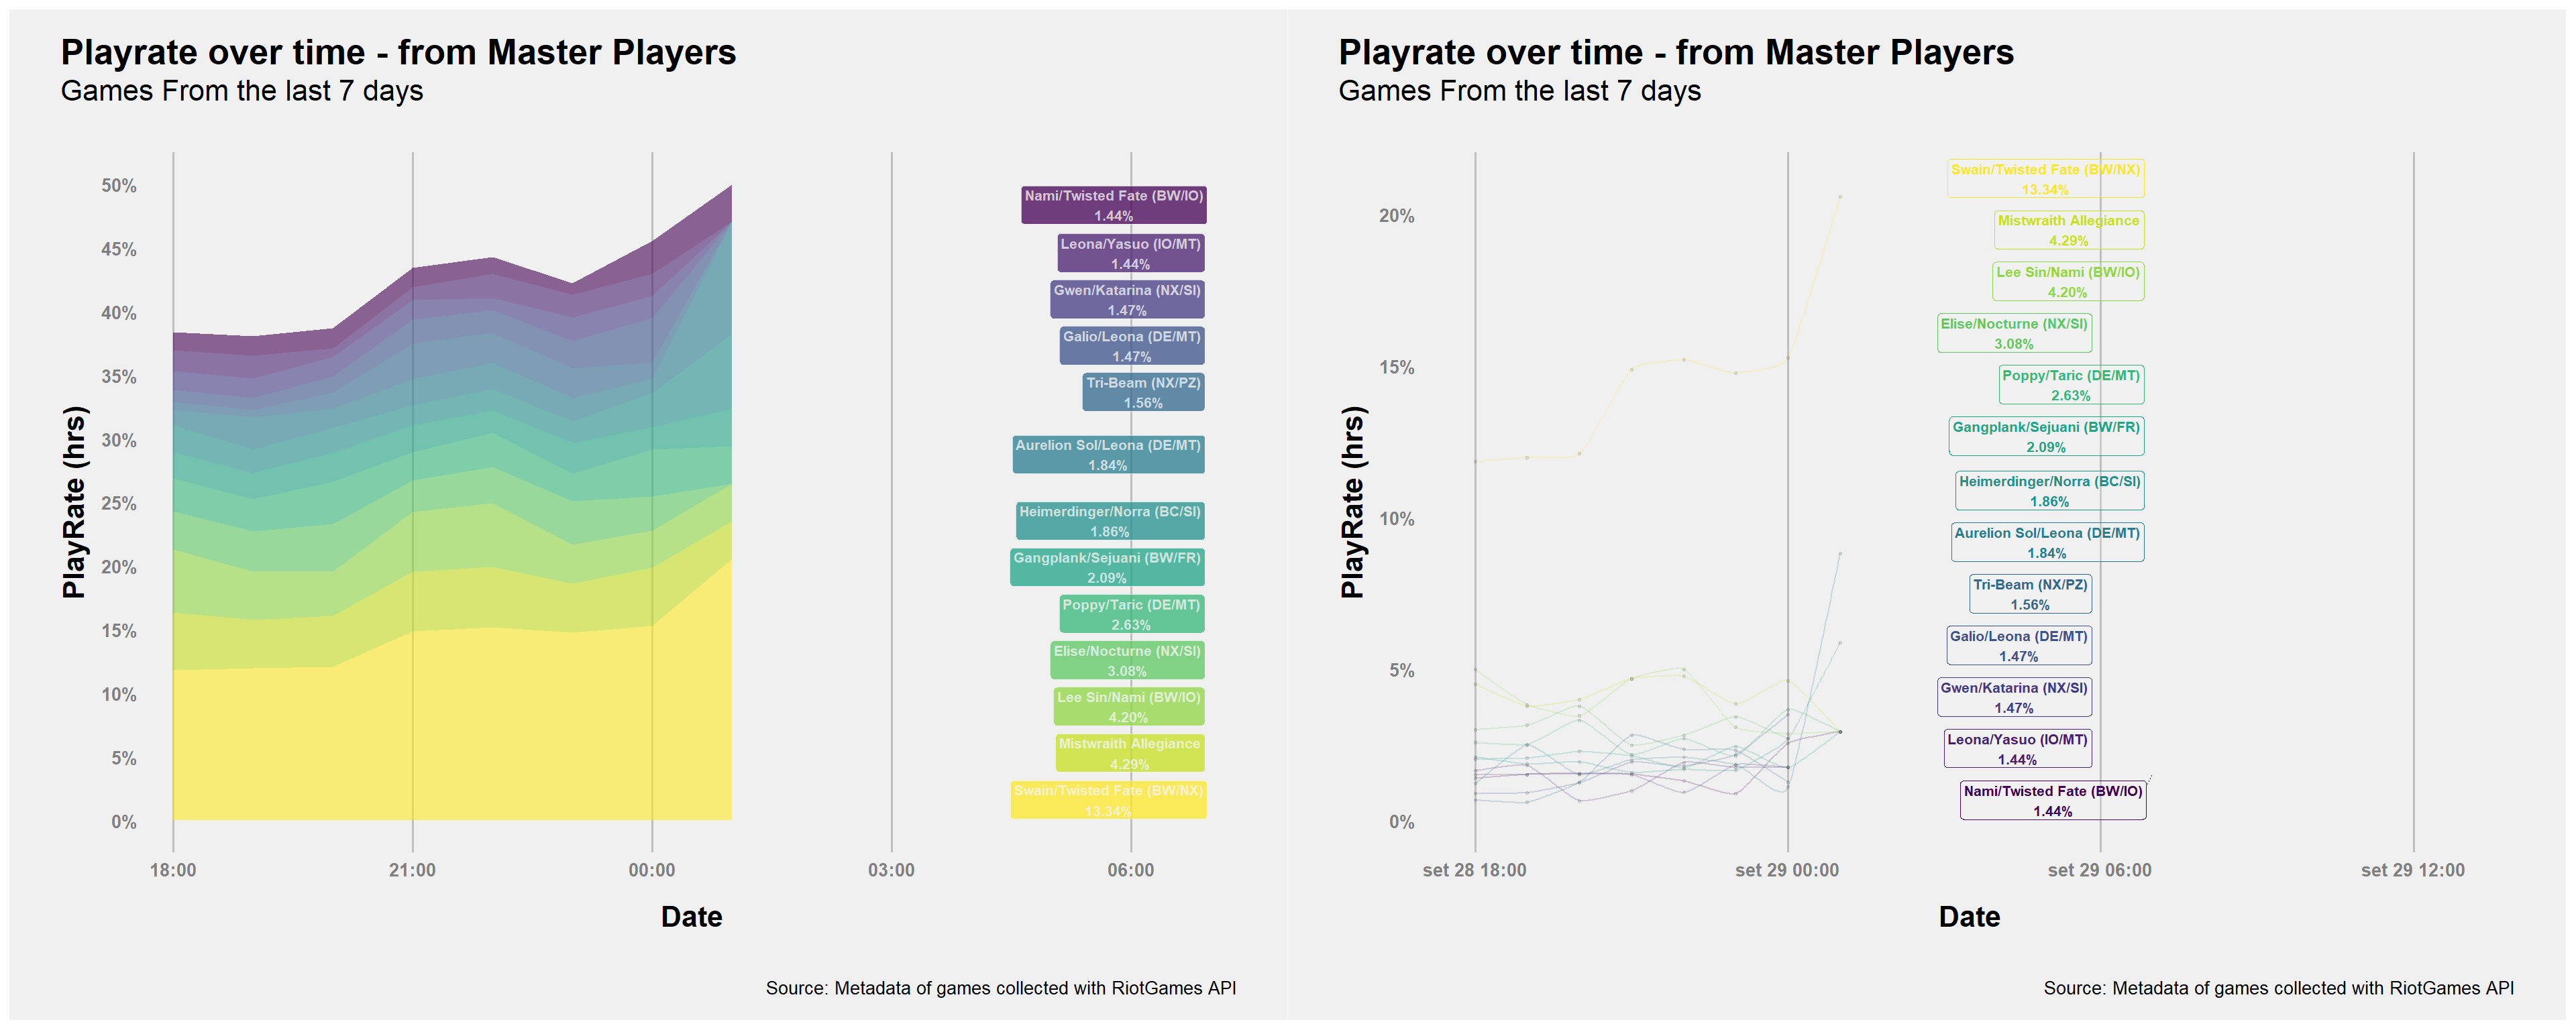 Playrate over time - from Master Players
Games From the last 7 days
PlayRate (hrs)
50%
45%
40%
35%
30%
25%
20%
15%
10%
5%
0%
Nami/Twisted Fate (BW/IO)
1.44%
Leona/Yasuo (IO/MT)
1.44%
Gwen/Katarina (NX/SI)
1.47%
Galio/Leona (DE/MT)
1.47%
Tri-Beam (NX/PZ)
1.56%
Aurelion Sol/Leona (DE/MT)
1.84%
Heimerdinger/Norra (BC/SI)
1.86%
Gangplank/Sejuani (BW/FR)
2.09%
Poppy/Taric (DE/MT)
2.63%
Elise/Nocturne (NX/SI)
3.08%
Lee Sin/Nami (BW/IO)
4.20%
Mistwraith Allegiance
4.29%
Swain/Twisted Fate (BW/NX)
13.34%
18:00 21:00 00:00 03:00 06:00
Date
Source: Metadata of games collected with RiotGames API
Playrate over time - from Master Players
Games From the last 7 days
PlayRate (hrs)
20%
15%
10%
5%
0%
Swain/Twisted Fate (BW/NX)
13.34%
Mistwraith Allegiance
4.29%
Lee Sin/Nami (BW/IO)
4.20%
Elise/Nocturne (NX/SI)
3.08%
Poppy/Taric (DE/MT)
2.63%
Gangplank/Sejuani (BW/FR)
2.09%
Heimerdinger/Norra (BC/SI)
1.86%
Aurelion Sol/Leona (DE/MT)
1.84%
Tri-Beam (NX/PZ)
1.56%
Galio/Leona (DE/MT)
1.47%
Gwen/Katarina (NX/SI)
1.47%
Leona/Yasuo (IO/MT)
1.44%
Nami/Twisted Fate (BW/IO)
1.44%
set 28 18:00 set 29 00:00 set 29 06:00 set 29 12:00
Date
Source: Metadata of games collected with RiotGames API